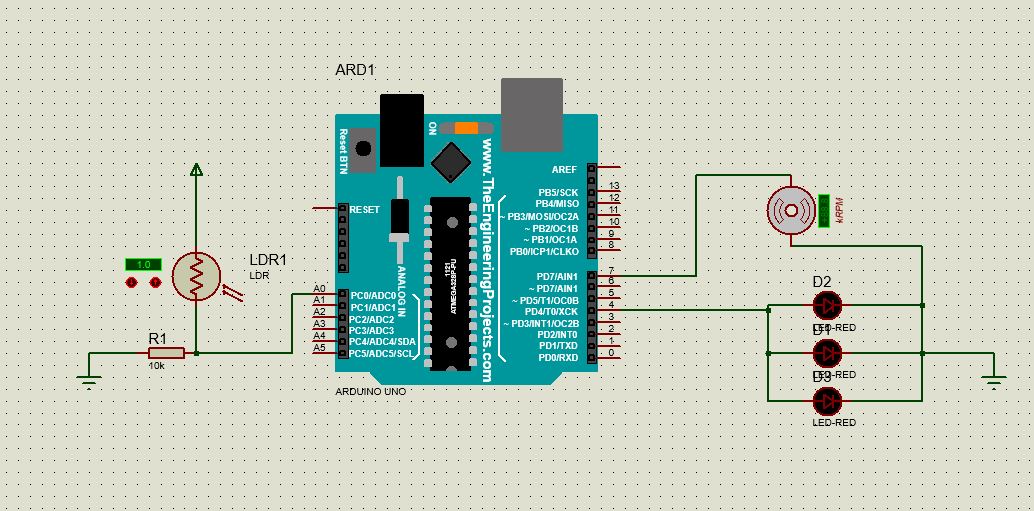 ARD1
Reset BTN
ON
www.TheEngineeringProjects.com
AREF
RESET
PB5/SCK 13
PB4/MISO 12
~ PB3/MOSI/OC2A 11
~ PB2/OC1B 10
~ PB1/OC1A 9
PB0/ICP1/CLKO 8
PD7/AIN1 7
~ PD7/AIN1 6
~ PD5/T1/OC0B 5
PD4/T0/XCK 4
~ PD3/INT1/OC2B 3
PD2/INT0 2
PD1/TXD 1
PD0/RXD 0
ANALOG IN
1121
ATMEGA328P-PU
A0 PC0/ADC0
A1 PC1/ADC1
A2 PC2/ADC2
A3 PC3/ADC3
A4 PC4/ADC4/SDA
A5 PC5/ADC5/SCL
ARDUINO UNO
1.0
LDR1
LDR
R1
10k
kRPM
D2
LED-RED
D1
LED-RED
D3
LED-RED